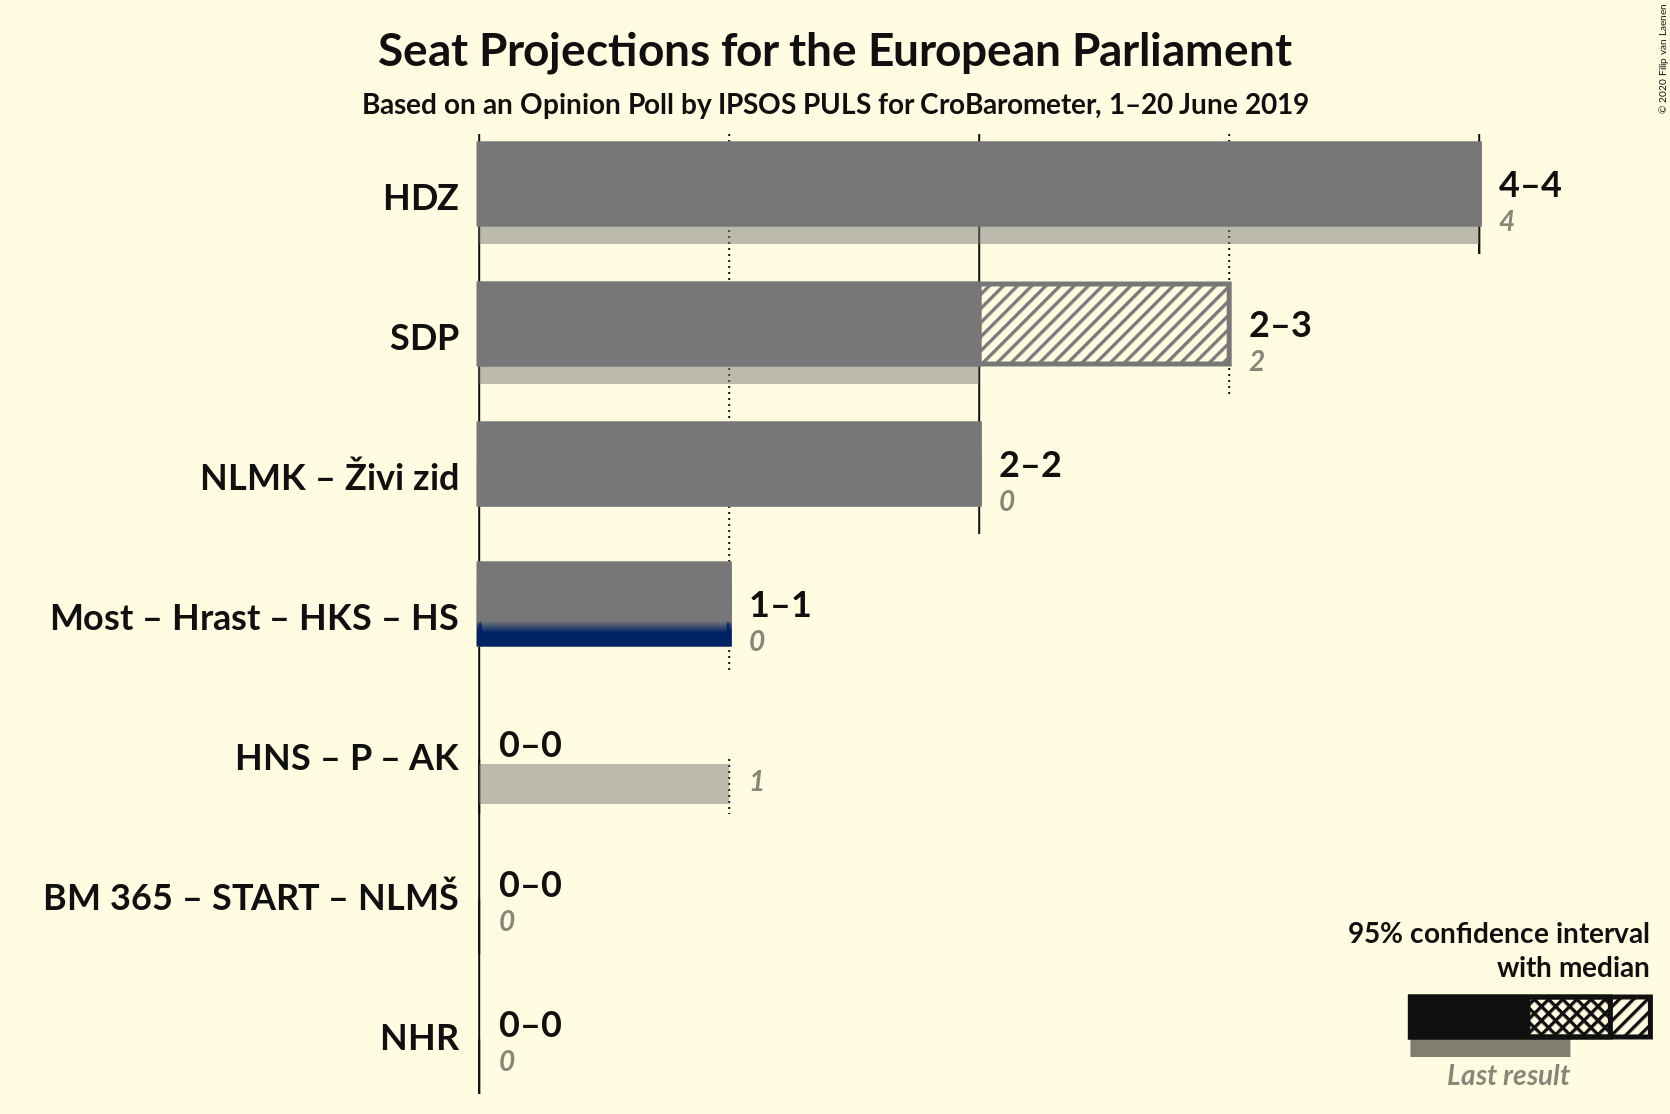 Seat Projections for the European Parliament
Based on an Opinion Poll by IPSOS PULS for CroBarometer, 1–20 June 2019
© 2020 Filip van Laenen
HDZ
4–4
4
SDP
2–3
2
NLMK – Živi zid
2–2
0
Most – Hrast – HKS – HS
1–1
0
HNS – P – AK
0–0
1
BM 365 – START – NLMŠ
0–0
0
NHR
0–0
0
95% confidence interval
with median
Last result